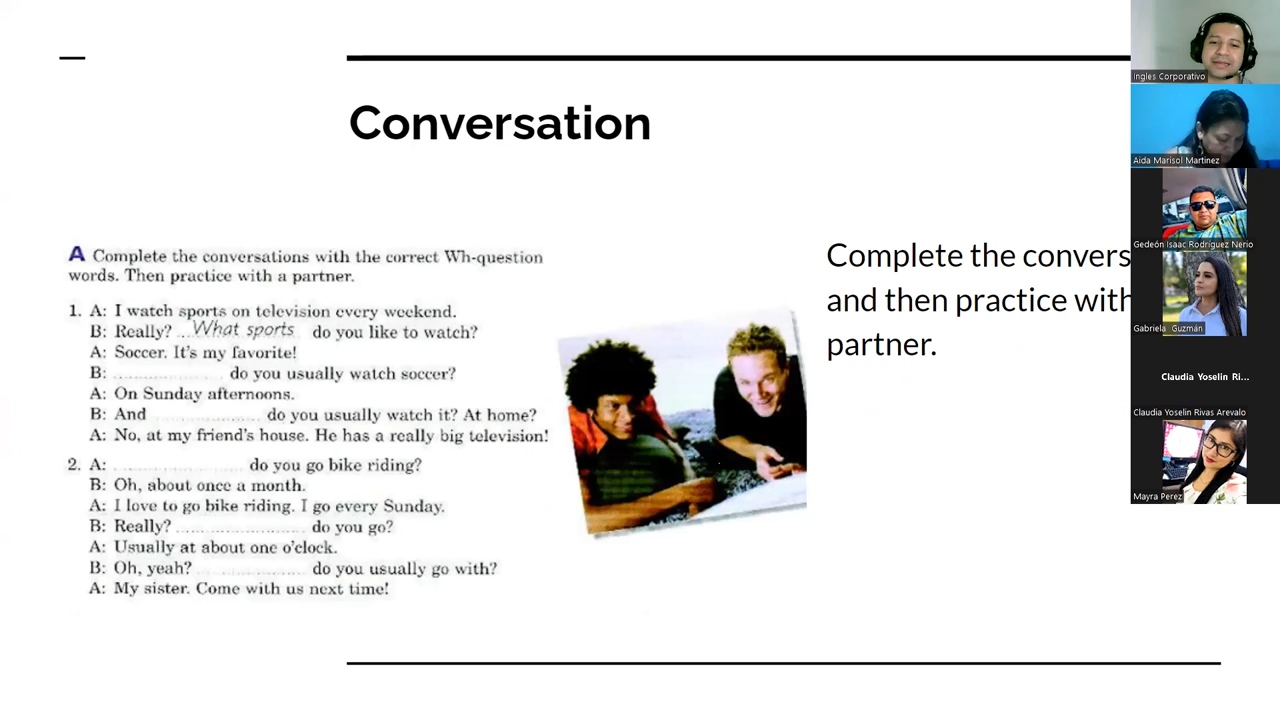 Conversation
A Complete the conversations with the correct Wh-question
words. Then practice with a partner.
1. A: I watch sports on television every weekend.
B: Really? ...What sports do you like to watch?
A: Soccer. It's my favorite!
B: ........................ do you usually watch soccer?
A: On Sunday afternoons.
B: And ........................ do you usually watch it? At home?
A: No, at my friend's house. He has a really big television!
2. A: ........................ do you go bike riding?
B: Oh, about once a month.
A: I love to go bike riding. I go every Sunday.
B: Really? ........................ do you go?
A: Usually at about one o'clock.
B: Oh, yeah? ........................ do you usually go with?
A: My sister. Come with us next time!
Complete the convers
and then practice with
partner.
Ingles Corporativo
Aida Marisol Martinez
Gedeón Isaac Rodríguez Nerio
Gabriela Guzmán
Claudia Yoselin Ri...
Claudia Yoselin Rivas Arevalo
Mayra Perez